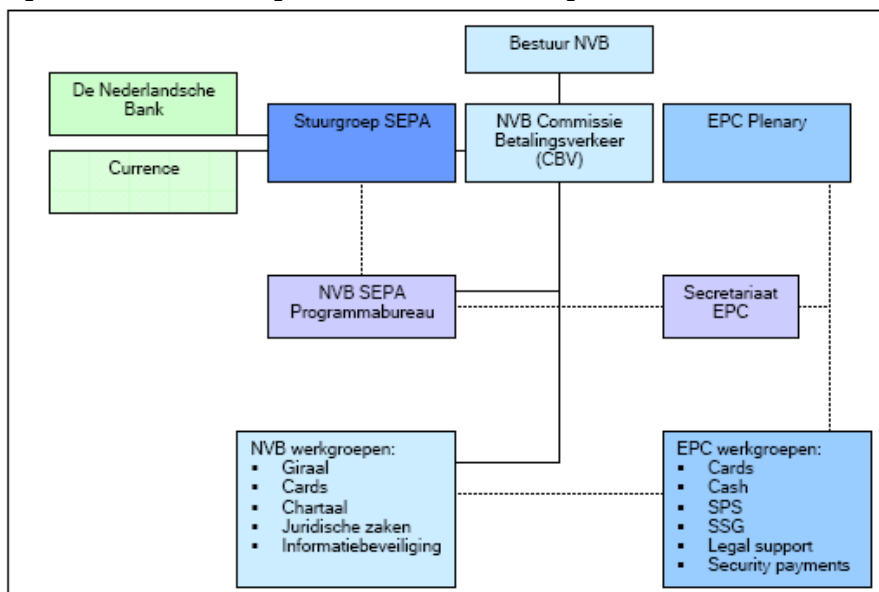 Bestuur NVB
De Nederlandsche
Bank
Stuurgroep SEPA
NVB Commissie
Betalingsverkeer
(CBV)
EPC Plenary
Currence
NVB SEPA
Programmabureau
Secretariaat
EPC
NVB werkgroepen:
▪ Giraal
▪ Cards
▪ Chartaal
▪ Juridische zaken
▪ Informatiebeveiliging
EPC werkgroepen:
▪ Cards
▪ Cash
▪ SPS
▪ SSG
▪ Legal support
▪ Security payments